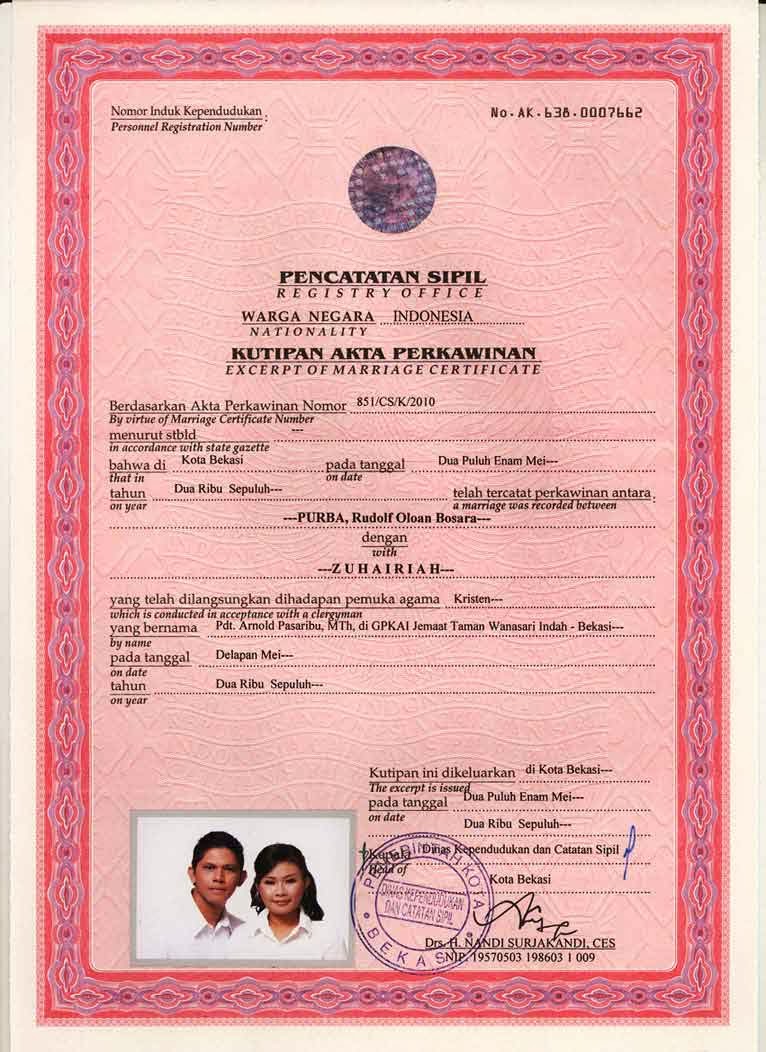 Nomor Induk Kependudukan :
Personnel Registration Number
No. AK. 638.0007662
PENCATATAN SIPIL
REGISTRY OFFICE
WARGA NEGARA INDONESIA
NATIONALITY
KUTIPAN AKTA PERKAWINAN
EXCERPT OF MARRIAGE CERTIFICATE
Berdasarkan Akta Perkawinan Nomor 851/CS/K/2010
By virtue of Marriage Certificate Number
menurut stbld ---
in accordance with state gazette
bahwa di Kota Bekasi pada tanggal Dua Puluh Enam Mei---
that in on date
tahun Dua Ribu Sepuluh--- telah tercatat perkawinan antara :
on year a marriage was recorded between
---PURBA, Rudolf Oloan Bosara---
dengan
with
---Z U H A I R I A H---
yang telah dilangsungkan dihadapan pemuka agama Kristen---
which is conducted in acceptance with a clergyman
yang bernama Pdt. Arnold Pasaribu, MTh, di GPKAI Jemaat Taman Wanasari Indah - Bekasi---
by name
pada tanggal Delapan Mei---
on date
tahun Dua Ribu Sepuluh---
on year
Kutipan ini dikeluarkan di Kota Bekasi---
The excerpt is issued
pada tanggal Dua Puluh Enam Mei---
on date
Dua Ribu Sepuluh---
Kepala Dinas Kependudukan dan Catatan Sipil
Head of
Kota Bekasi
PEMERINTAH KOTA
DINAS KEPENDUDUKAN
DAN CATATAN SIPIL
BEKASI
Drs. H. NANDI SURJAKANDI, CES
NIP. 19570503 198603 1 009